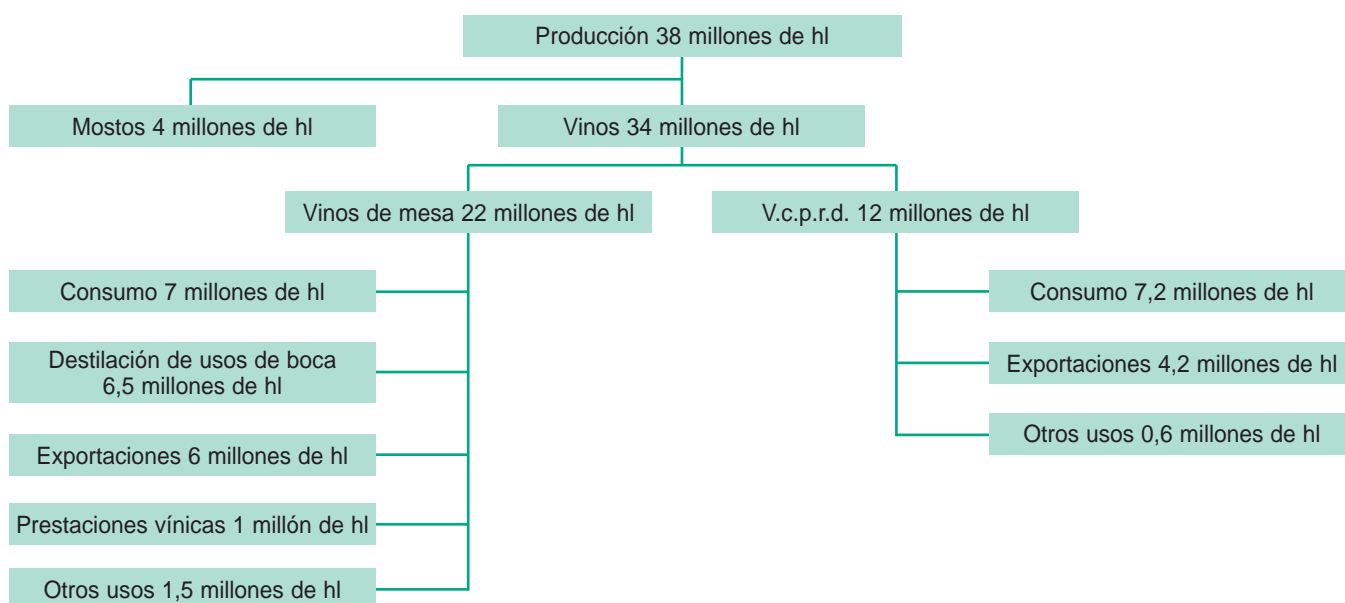 Producción 38 millones de hl
Mostos 4 millones de hl
Vinos 34 millones de hl
Vinos de mesa 22 millones de hl
V.c.p.r.d. 12 millones de hl
Consumo 7 millones de hl
Destilación de usos de boca
6,5 millones de hl
Exportaciones 6 millones de hl
Prestaciones vínicas 1 millón de hl
Otros usos 1,5 millones de hl
Consumo 7,2 millones de hl
Exportaciones 4,2 millones de hl
Otros usos 0,6 millones de hl